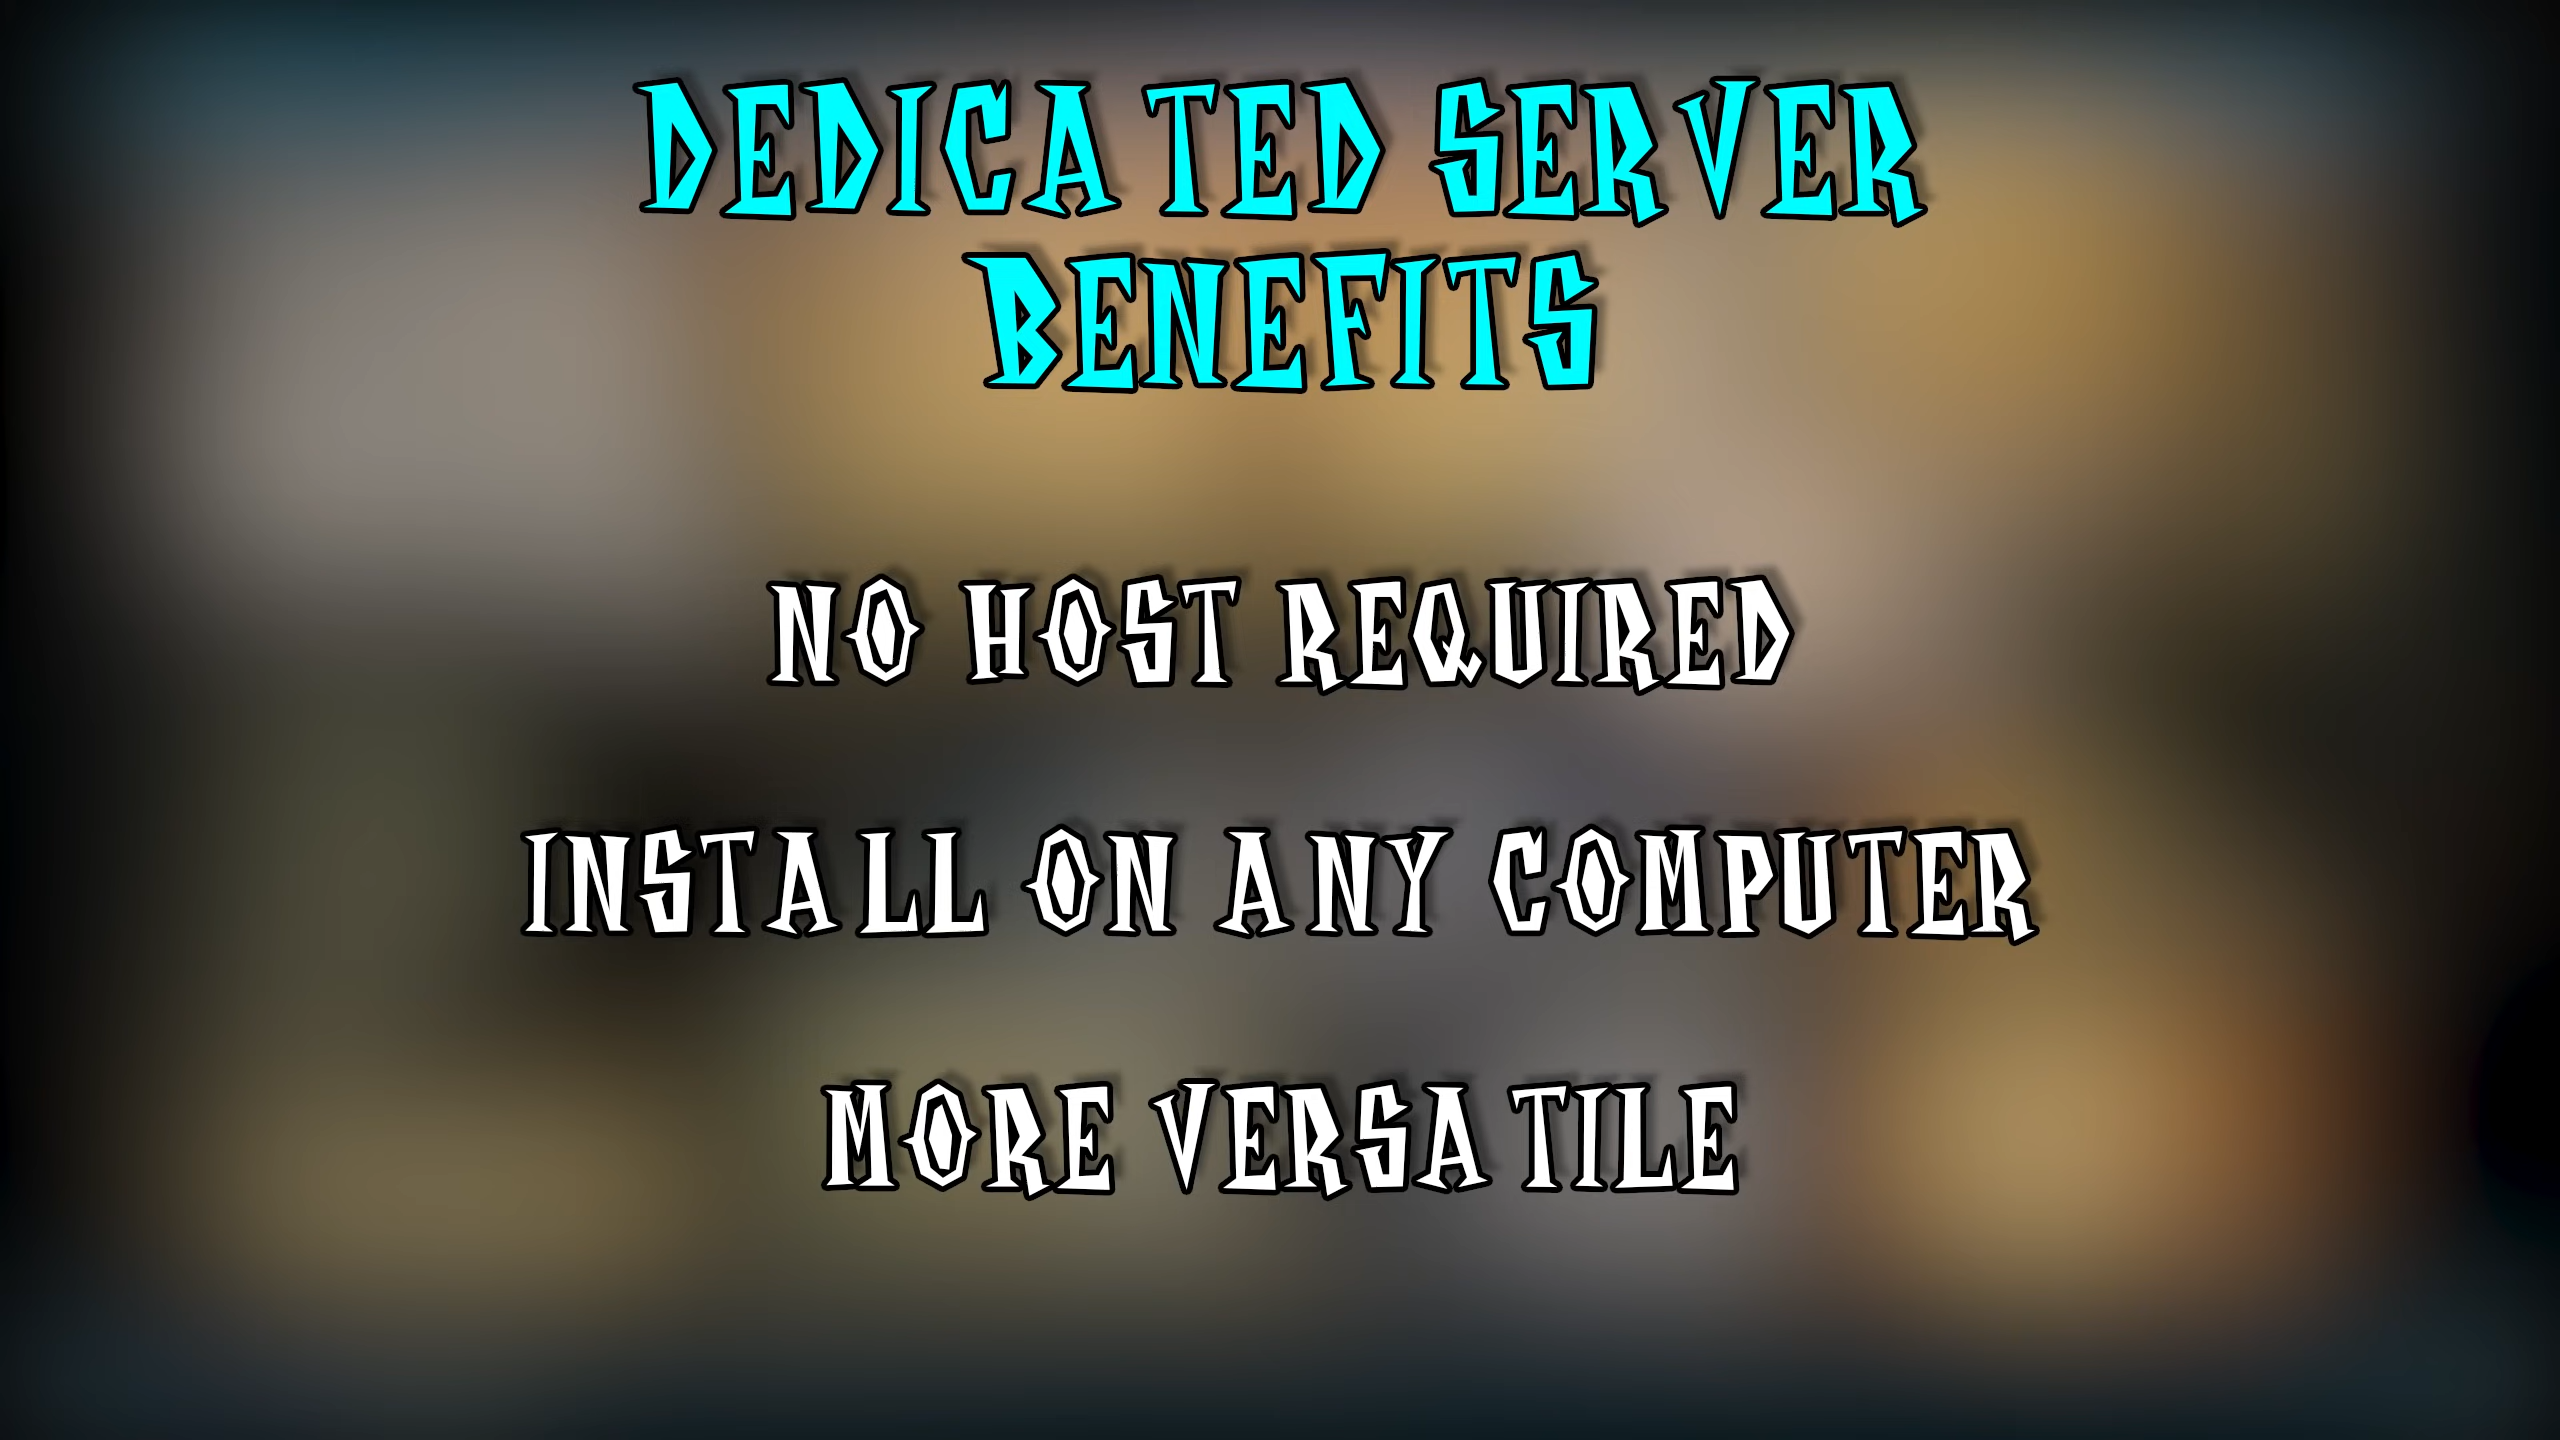 DEDICATED SERVER
BENEFITS
NO HOST REQUIRED
INSTALL ON ANY COMPUTER
MORE VERSATILE